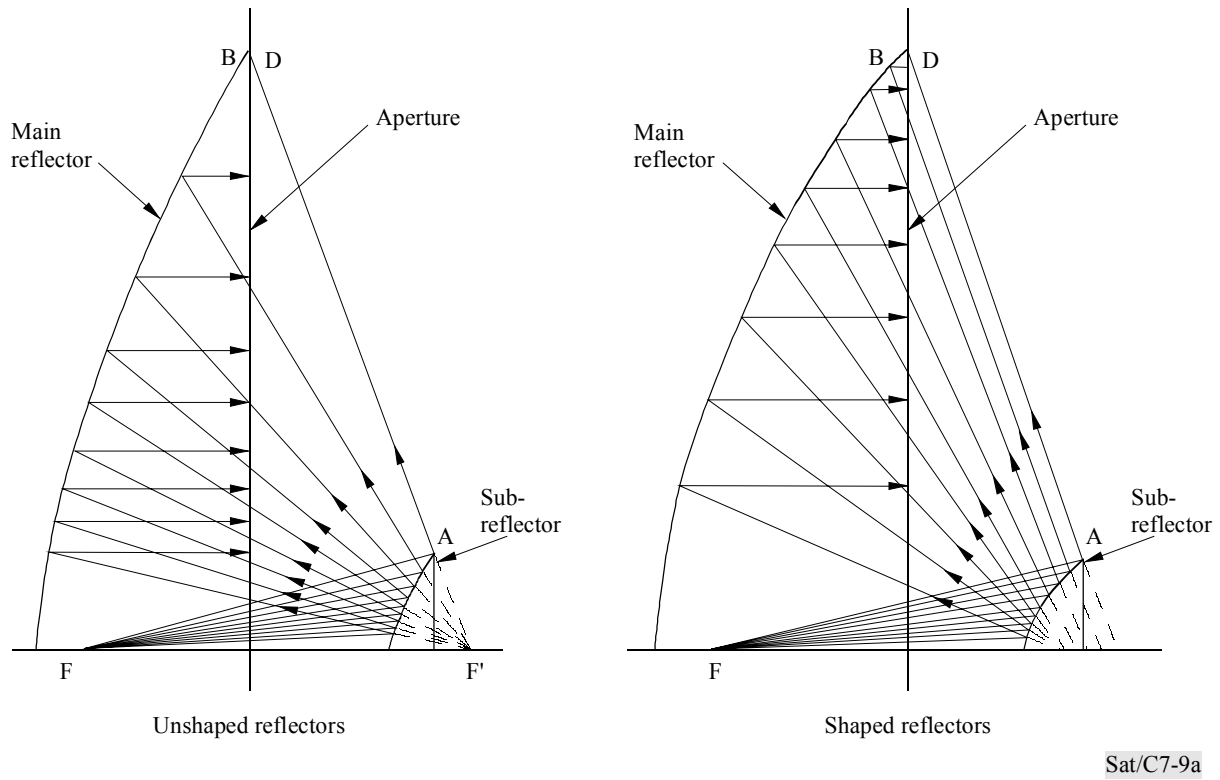 B D
Main
reflector
Aperture
Sub-
reflector
A
F
F'
Unshaped reflectors
B D
Main
reflector
Aperture
Sub-
reflector
A
F
Shaped reflectors
Sat/C7-9a